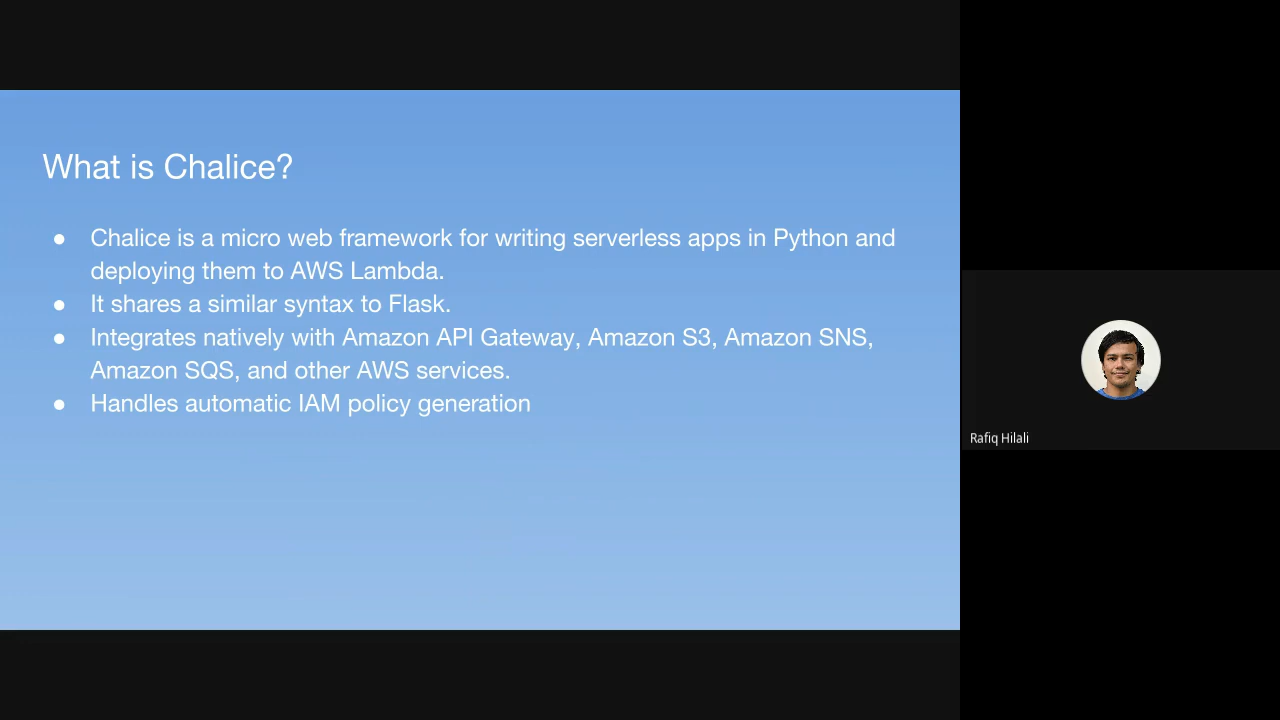 What is Chalice?
● Chalice is a micro web framework for writing serverless apps in Python and
deploying them to AWS Lambda.
● It shares a similar syntax to Flask.
● Integrates natively with Amazon API Gateway, Amazon S3, Amazon SNS,
Amazon SQS, and other AWS services.
● Handles automatic IAM policy generation
Rafiq Hilali